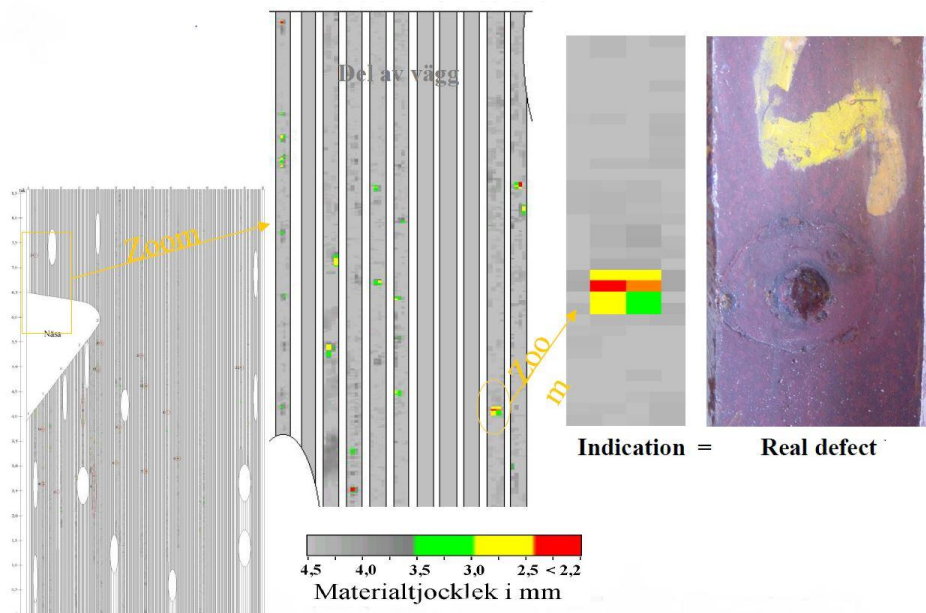 Del av vägg
Zoom
Näsa
Zoo
m
Indication = Real defect
4,5 4,0 3,5 3,0 2,5 < 2,2
Materialtjocklek i mm